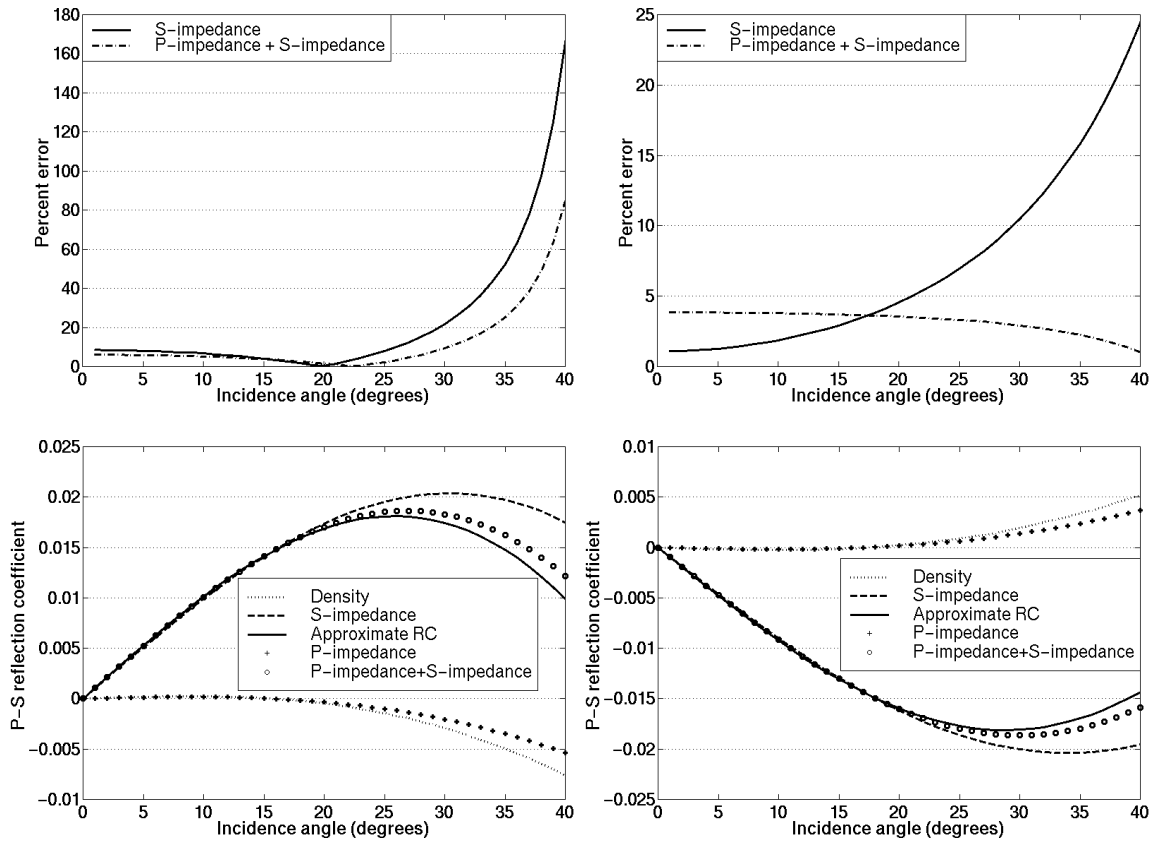 180
160
140
120
100
80
60
40
20
0
Percent error
S-impedance
P-impedance + S-impedance
0 5 10 15 20 25 30 35 40
Incidence angle (degrees)
25
20
15
10
5
0
Percent error
S-impedance
P-impedance + S-impedance
0 5 10 15 20 25 30 35 40
Incidence angle (degrees)
0.025
0.02
0.015
0.01
0.005
0
-0.005
-0.01
P-S reflection coefficient
Density
S-impedance
Approximate RC
P-impedance
P-impedance+S-impedance
0 5 10 15 20 25 30 35 40
Incidence angle (degrees)
0.01
0.005
0
-0.005
-0.01
-0.015
-0.02
-0.025
P-S reflection coefficient
Density
S-impedance
Approximate RC
P-impedance
P-impedance+S-impedance
0 5 10 15 20 25 30 35 40
Incidence angle (degrees)